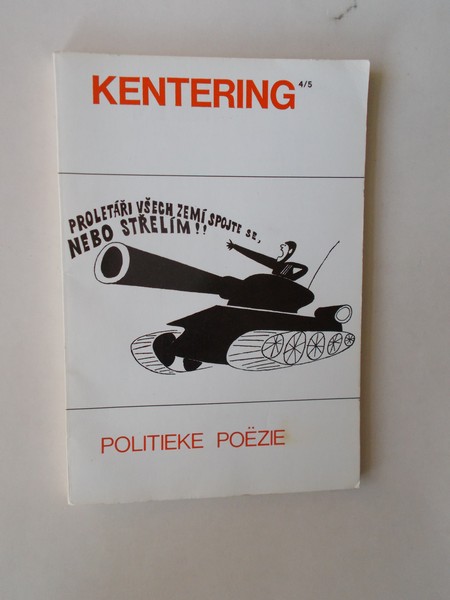 KENTERING 4/5
PROLETÁŘI VŠECH ZEMÍ SPOJTE SE,
NEBO STŘELÍM!!
POLITIEKE POËZIE